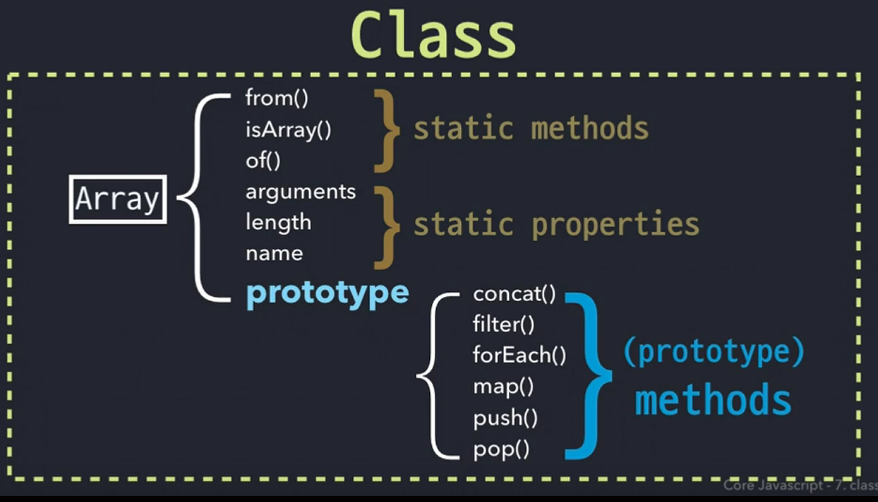 Class
Array
from()
isArray()
of()
static methods
arguments
length
name
static properties
prototype
concat()
filter()
forEach()
map()
push()
pop()
(prototype)
methods
Core Javascript - 7. class